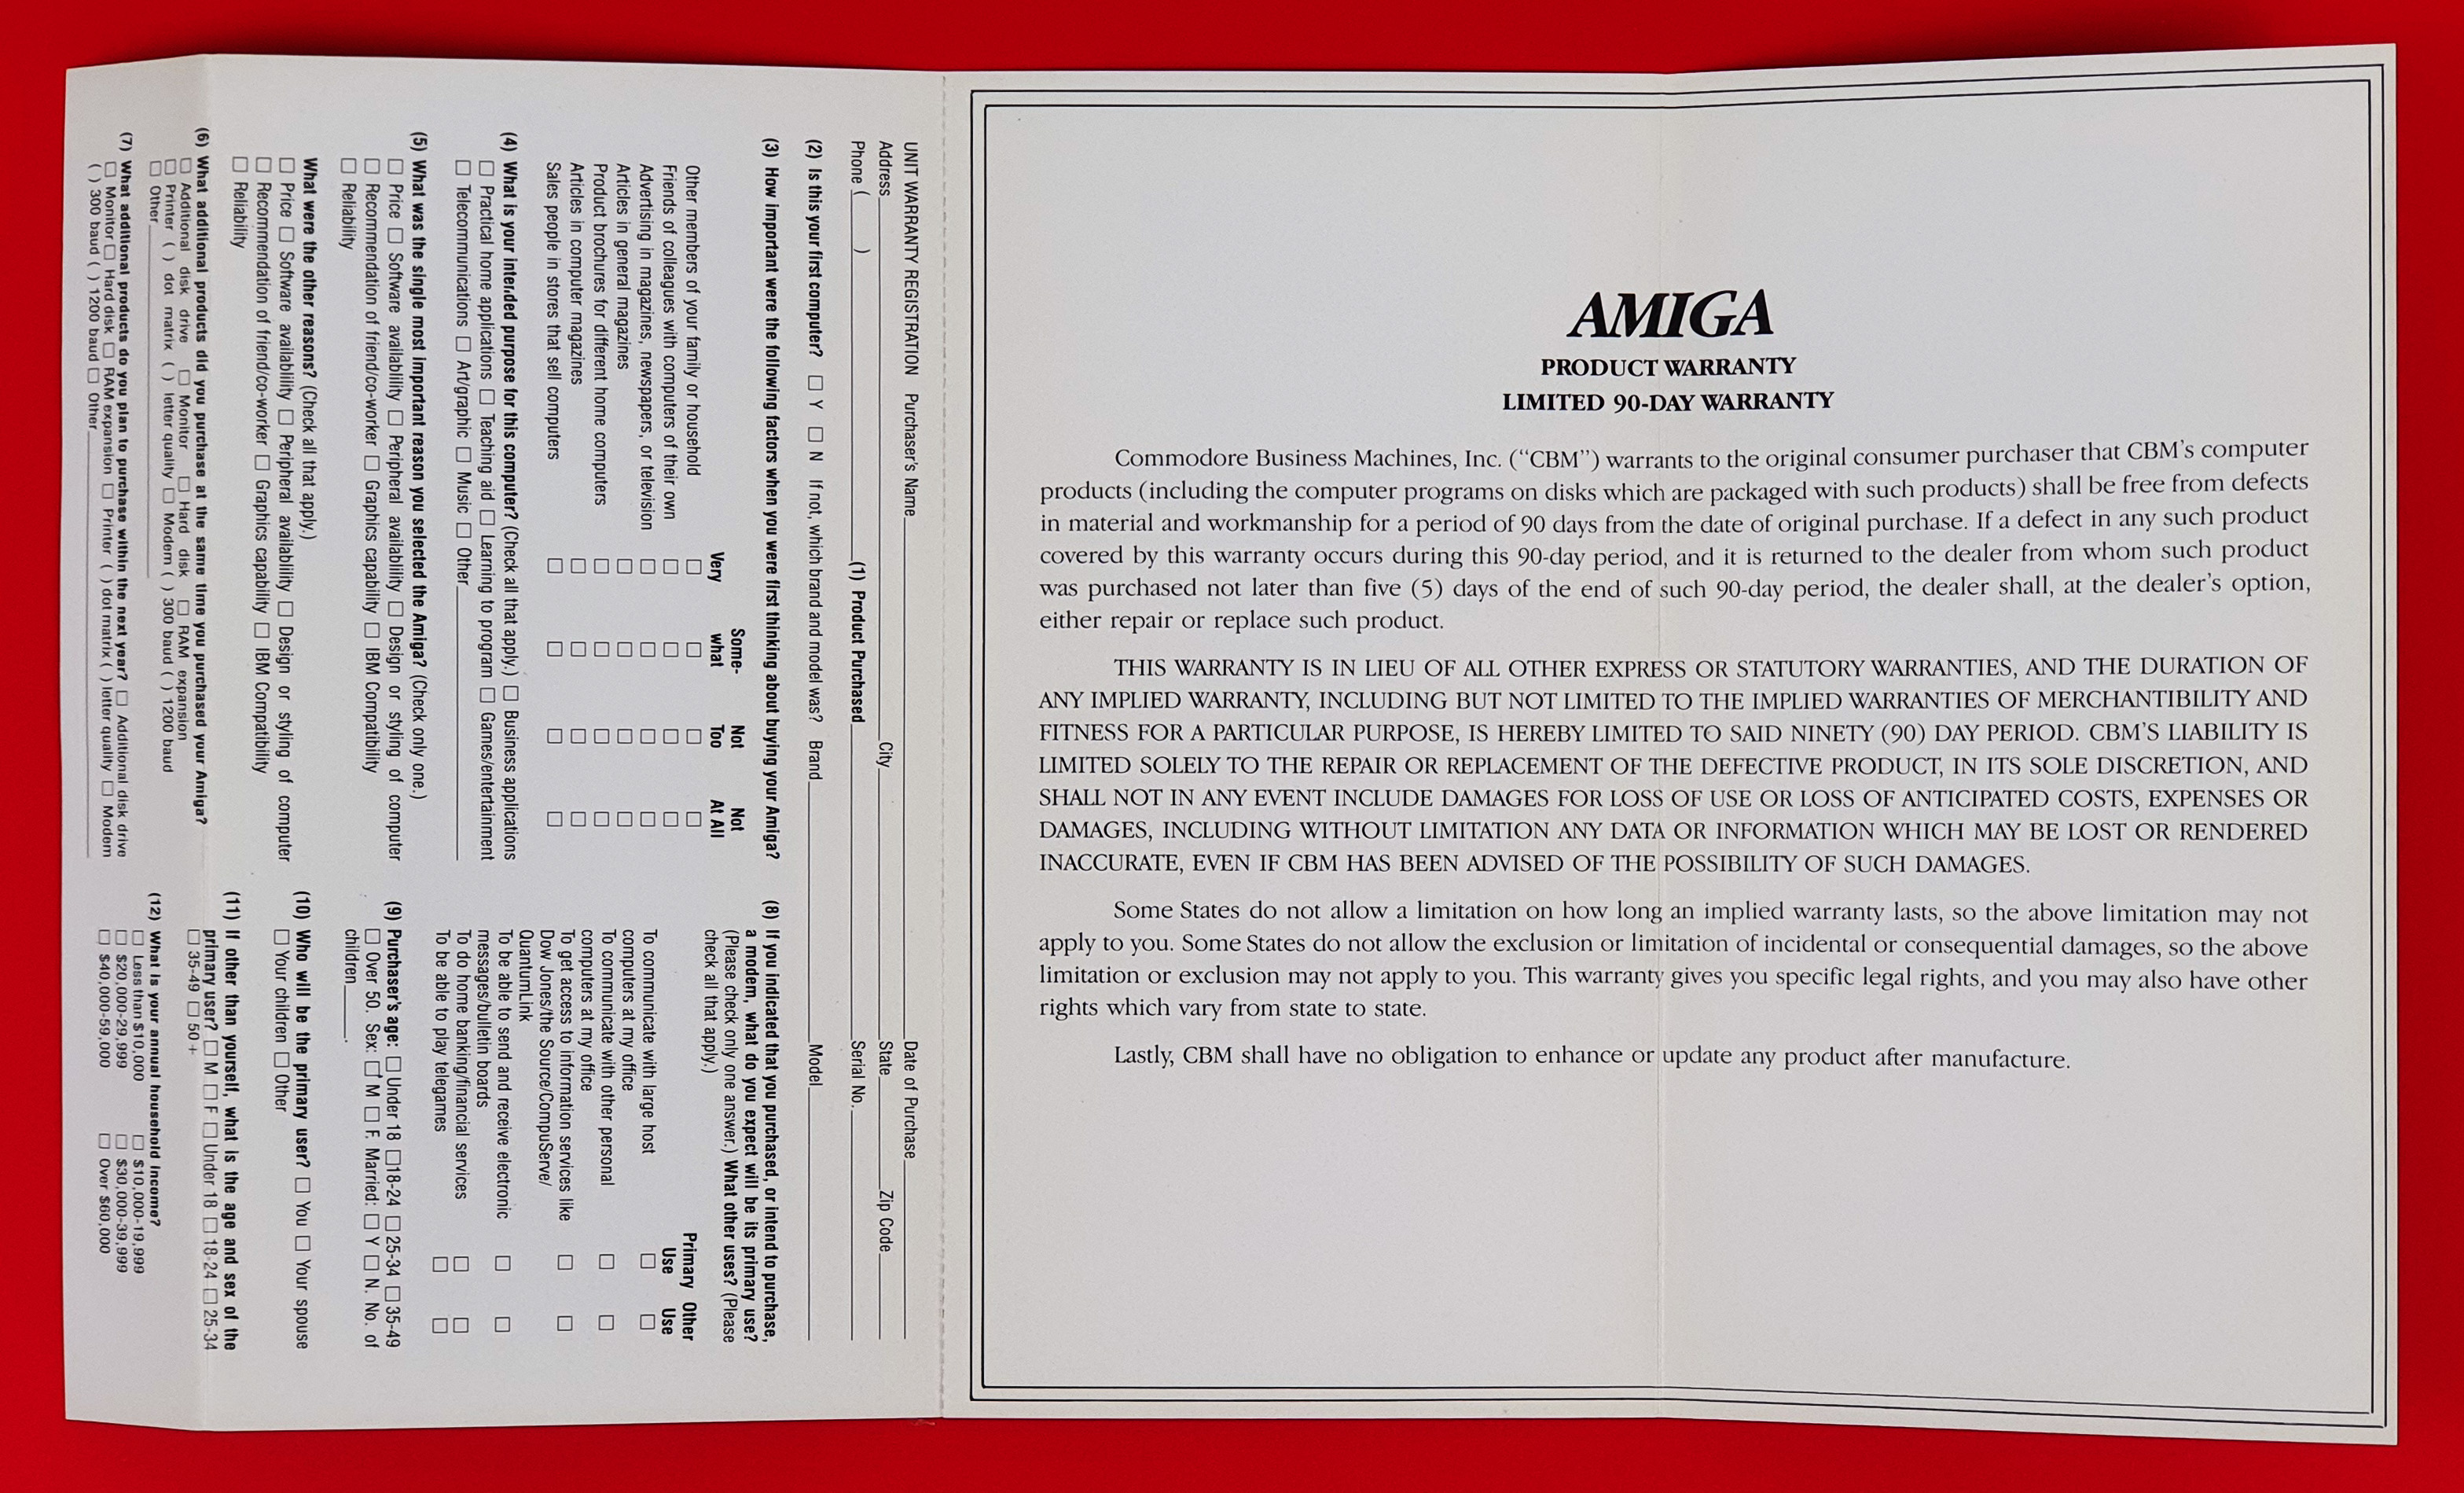 AMIGA
PRODUCT WARRANTY
LIMITED 90-DAY WARRANTY
Commodore Business Machines, Inc. (“CBM”) warrants to the original consumer purchaser that CBM’s computer
products (including the computer programs on disks which are packaged with such products) shall be free from defects
in material and workmanship for a period of 90 days from the date of original purchase. If a defect in any such product
covered by this warranty occurs during this 90-day period, and it is returned to the dealer from whom such product
was purchased not later than five (5) days of the end of such 90-day period, the dealer shall, at the dealer’s option,
either repair or replace such product.
THIS WARRANTY IS IN LIEU OF ALL OTHER EXPRESS OR STATUTORY WARRANTIES, AND THE DURATION OF
ANY IMPLIED WARRANTY, INCLUDING BUT NOT LIMITED TO THE IMPLIED WARRANTIES OF MERCHANTIBILITY AND
FITNESS FOR A PARTICULAR PURPOSE, IS HEREBY LIMITED TO SAID NINETY (90) DAY PERIOD. CBM’S LIABILITY IS
LIMITED SOLELY TO THE REPAIR OR REPLACEMENT OF THE DEFECTIVE PRODUCT, IN ITS SOLE DISCRETION, AND
SHALL NOT IN ANY EVENT INCLUDE DAMAGES FOR LOSS OF USE OR LOSS OF ANTICIPATED COSTS, EXPENSES OR
DAMAGES, INCLUDING WITHOUT LIMITATION ANY DATA OR INFORMATION WHICH MAY BE LOST OR RENDERED
INACCURATE, EVEN IF CBM HAS BEEN ADVISED OF THE POSSIBILITY OF SUCH DAMAGES.
Some States do not allow a limitation on how long an implied warranty lasts, so the above limitation may not
apply to you. Some States do not allow the exclusion or limitation of incidental or consequential damages, so the above
limitation or exclusion may not apply to you. This warranty gives you specific legal rights, and you may also have other
rights which vary from state to state.
Lastly, CBM shall have no obligation to enhance or update any product after manufacture.
UNIT WARRANTY REGISTRATION Purchaser's Name Date of Purchase
Address City State Zip Code
Phone ( ) (1) Product Purchased Serial No.
(2) Is this your first computer? □ Y □ N If not, which brand and model was? Brand Model
(3) How important were the following factors when you were first thinking about buying your Amiga?
Some- Not Not
Very what Too At All
Other members of your family or household □ □ □ □
Friends of colleagues with computers of their own □ □ □ □
Advertising in magazines, newspapers, or television □ □ □ □
Articles in general magazines □ □ □ □
Product brochures for different home computers □ □ □ □
Articles in computer magazines □ □ □ □
Sales people in stores that sell computers □ □ □ □
(4) What is your intended purpose for this computer? (Check all that apply.) □ Business applications
□ Practical home applications □ Teaching aid □ Learning to program □ Games/entertainment
□ Telecommunications □ Art/graphic □ Music □ Other
(5) What was the single most important reason you selected the Amiga? (Check only one.)
□ Price □ Software availablility □ Peripheral availability □ Design or styling of computer
□ Recommendation of friend/co-worker □ Graphics capability □ IBM Compatibility
□ Reliability
What were the other reasons? (Check all that apply.)
□ Price □ Software availablility □ Peripheral availability □ Design or styling of computer
□ Recommendation of friend/co-worker □ Graphics capability □ IBM Compatibility
□ Reliability
(6) What additional products did you purchase at the same time you purchased your Amiga?
□ Additional disk drive □ Monitor □ Hard disk □ RAM expansion
□ Printer ( ) dot matrix ( ) letter quality □ Modem ( ) 300 baud ( ) 1200 baud
□ Other
(7) What additional products do you plan to purchase within the next year? □ Additional disk drive
□ Monitor □ Hard disk □ RAM expansion □ Printer ( ) dot matrix ( ) letter quality □ Modem
( ) 300 baud ( ) 1200 baud □ Other
(8) If you indicated that you purchased, or intend to purchase,
a modem, what do you expect will be its primary use?
(Please check only one answer.) What other uses? (Please
check all that apply.)
Primary Other
Use Use
To communicate with large host
computers at my office □ □
To communicate with other personal
computers at my office □ □
To get access to information services like
Dow Jones/the Source/CompuServe/
QuantumLink □ □
To be able to send and receive electronic
messages/bulletin boards □ □
To do home banking/financial services □ □
To be able to play telegames □ □
(9) Purchaser's age: □ Under 18 □ 18-24 □ 25-34 □ 35-49
□ Over 50. Sex: □ M □ F. Married: □ Y □ N. No. of
children .
(10) Who will be the primary user? □ You □ Your spouse
□ Your children □ Other
(11) If other than yourself, what is the age and sex of the
primary user? □ M □ F □ Under 18 □ 18-24 □ 25-34
□ 35-49 □ 50+
(12) What is your annual household income?
□ Less than $10,000 □ $10,000-19,999
□ $20,000-29,999 □ $30,000-39,999
□ $40,000-59,000 □ Over $60,000